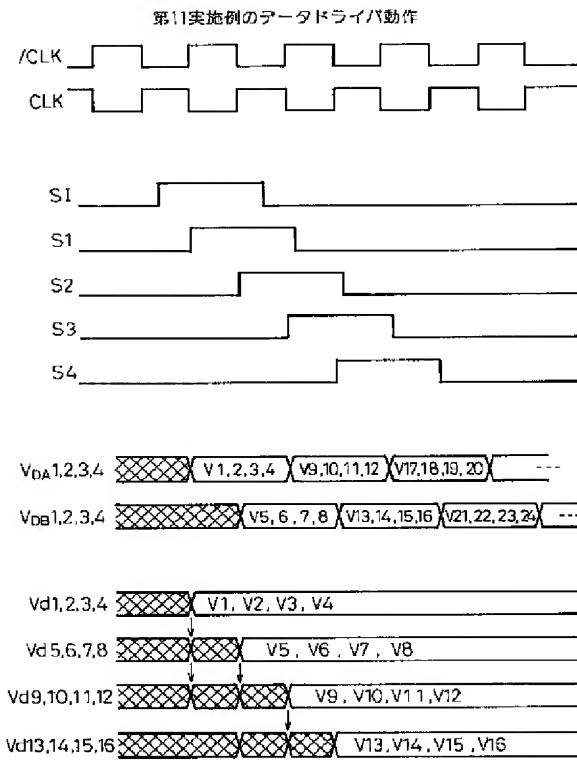 第11実施例のデータドライバ動作
/CLK
CLK
SI
S1
S2
S3
S4
VDA1,2,3,4 V1,2,3,4 V9,10,11,12 V17,18,19,20 ---
VDB1,2,3,4 V5,6,7,8 V13,14,15,16 V21,22,23,24 ---
Vd1,2,3,4 V1, V2, V3, V4
Vd5,6,7,8 V5, V6, V7, V8
Vd9,10,11,12 V9, V10, V11, V12
Vd13,14,15,16 V13, V14, V15, V16